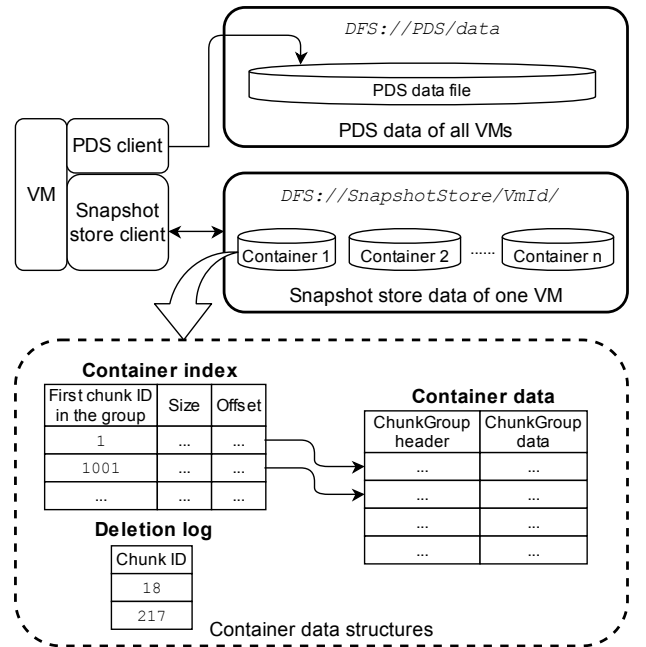 DFS://PDS/data
PDS data file
PDS data of all VMs
VM
PDS client
Snapshot
store client
DFS://SnapshotStore/VmId/
Container 1
Container 2
......
Container n
Snapshot store data of one VM
Container index
First chunk ID
in the group
Size
Offset
1
...
...
1001
...
...
...
...
...
Container data
ChunkGroup
header
ChunkGroup
data
...
...
...
...
...
...
...
...
Deletion log
Chunk ID
18
217
Container data structures